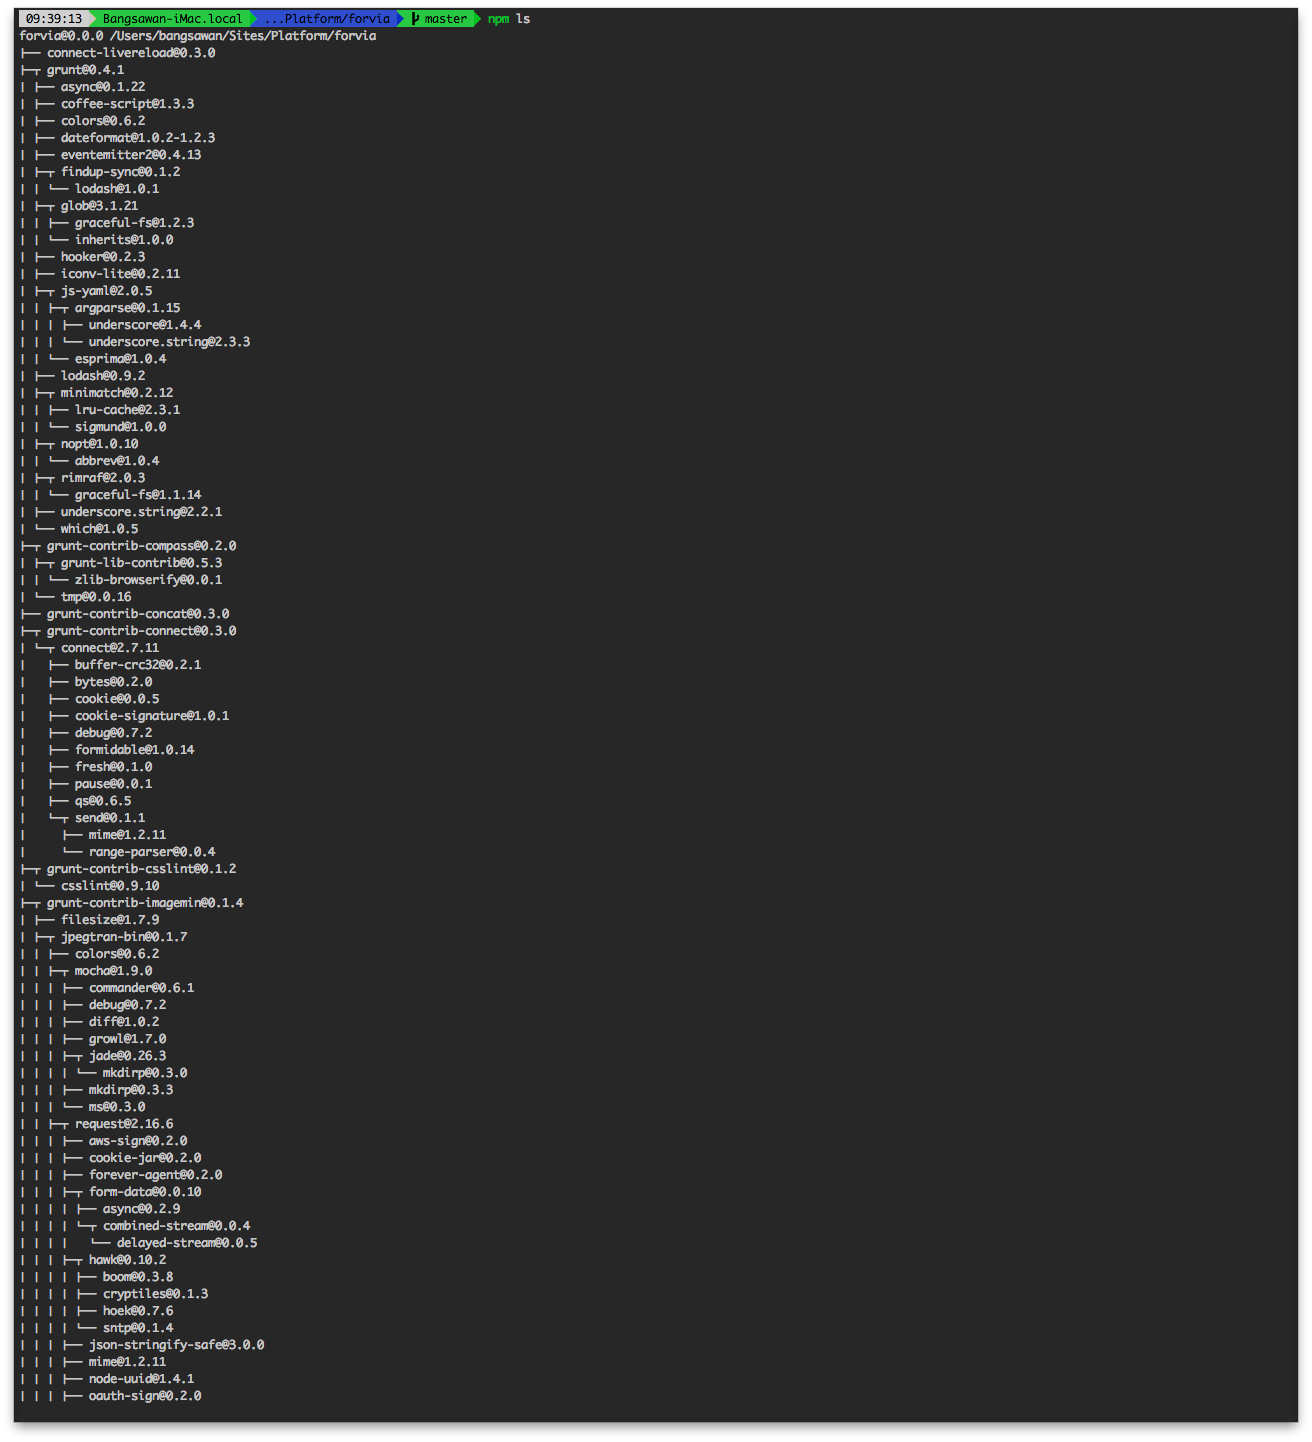 09:39:13 Bangsawan-iMac.local ...Platform/forvia master npm ls
forvia@0.0.0 /Users/bangsawan/Sites/Platform/forvia
├── connect-livereload@0.3.0
├─┬ grunt@0.4.1
│ ├── async@0.1.22
│ ├── coffee-script@1.3.3
│ ├── colors@0.6.2
│ ├── dateformat@1.0.2-1.2.3
│ ├── eventemitter2@0.4.13
│ ├─┬ findup-sync@0.1.2
│ │ └── lodash@1.0.1
│ ├─┬ glob@3.1.21
│ │ ├── graceful-fs@1.2.3
│ │ └── inherits@1.0.0
│ ├── hooker@0.2.3
│ ├── iconv-lite@0.2.11
│ ├─┬ js-yaml@2.0.5
│ │ ├─┬ argparse@0.1.15
│ │ │ ├── underscore@1.4.4
│ │ │ └── underscore.string@2.3.3
│ │ └── esprima@1.0.4
│ ├── lodash@0.9.2
│ ├─┬ minimatch@0.2.12
│ │ ├── lru-cache@2.3.1
│ │ └── sigmund@1.0.0
│ ├─┬ nopt@1.0.10
│ │ └── abbrev@1.0.4
│ ├─┬ rimraf@2.0.3
│ │ └── graceful-fs@1.1.14
│ ├── underscore.string@2.2.1
│ └── which@1.0.5
├─┬ grunt-contrib-compass@0.2.0
│ ├─┬ grunt-lib-contrib@0.5.3
│ │ └── zlib-browserify@0.0.1
│ └── tmp@0.0.16
├── grunt-contrib-concat@0.3.0
├─┬ grunt-contrib-connect@0.3.0
│ └─┬ connect@2.7.11
│   ├── buffer-crc32@0.2.1
│   ├── bytes@0.2.0
│   ├── cookie@0.0.5
│   ├── cookie-signature@1.0.1
│   ├── debug@0.7.2
│   ├── formidable@1.0.14
│   ├── fresh@0.1.0
│   ├── pause@0.0.1
│   ├── qs@0.6.5
│   └─┬ send@0.1.1
│     ├── mime@1.2.11
│     └── range-parser@0.0.4
├─┬ grunt-contrib-csslint@0.1.2
│ └── csslint@0.9.10
├─┬ grunt-contrib-imagemin@0.1.4
│ ├── filesize@1.7.9
│ ├─┬ jpegtran-bin@0.1.7
│ │ ├── colors@0.6.2
│ │ ├─┬ mocha@1.9.0
│ │ │ ├── commander@0.6.1
│ │ │ ├── debug@0.7.2
│ │ │ ├── diff@1.0.2
│ │ │ ├── growl@1.7.0
│ │ │ ├─┬ jade@0.26.3
│ │ │ │ └── mkdirp@0.3.0
│ │ │ ├── mkdirp@0.3.3
│ │ │ └── ms@0.3.0
│ │ ├─┬ request@2.16.6
│ │ │ ├── aws-sign@0.2.0
│ │ │ ├── cookie-jar@0.2.0
│ │ │ ├── forever-agent@0.2.0
│ │ │ ├─┬ form-data@0.0.10
│ │ │ │ ├── async@0.2.9
│ │ │ │ └─┬ combined-stream@0.0.4
│ │ │ │   └── delayed-stream@0.0.5
│ │ │ ├─┬ hawk@0.10.2
│ │ │ │ ├── boom@0.3.8
│ │ │ │ ├── cryptiles@0.1.3
│ │ │ │ ├── hoek@0.7.6
│ │ │ │ └── sntp@0.1.4
│ │ │ ├── json-stringify-safe@3.0.0
│ │ │ ├── mime@1.2.11
│ │ │ ├── node-uuid@1.4.1
│ │ │ ├── oauth-sign@0.2.0